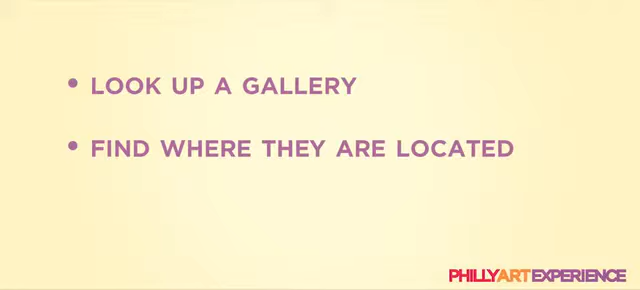 • LOOK UP A GALLERY
• FIND WHERE THEY ARE LOCATED
PHILLYARTEXPERIENCE